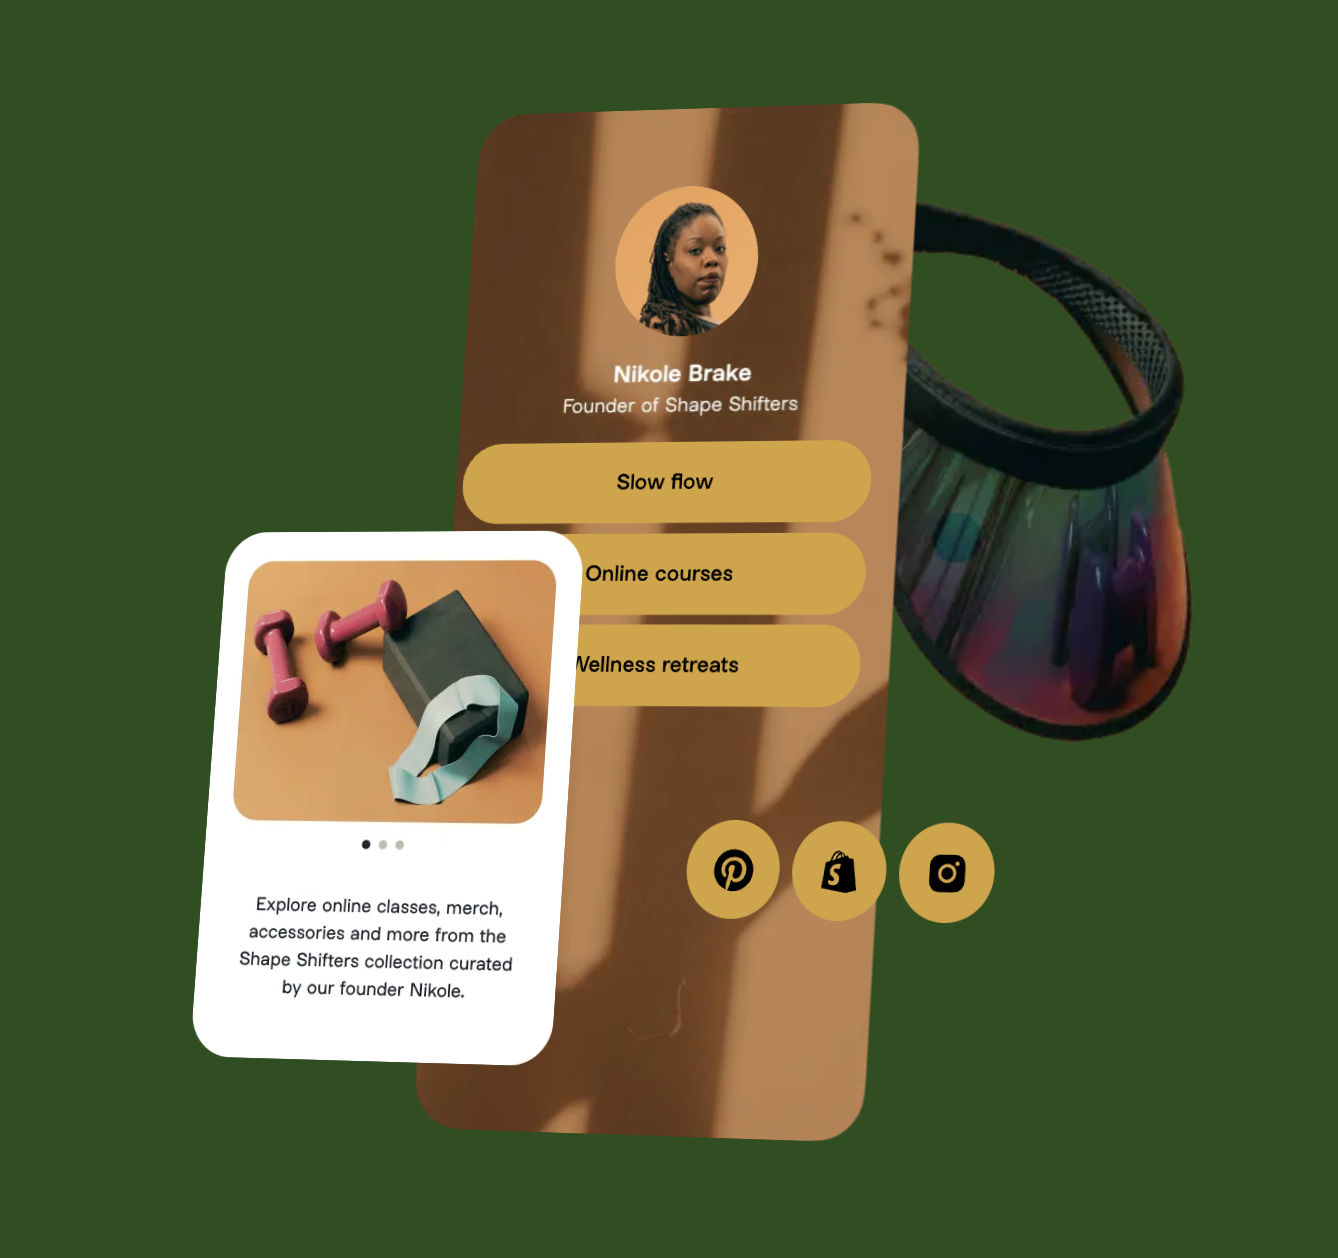 Nikole Brake
Founder of Shape Shifters
Slow flow
Online courses
Wellness retreats
Explore online classes, merch,
accessories and more from the
Shape Shifters collection curated
by our founder Nikole.